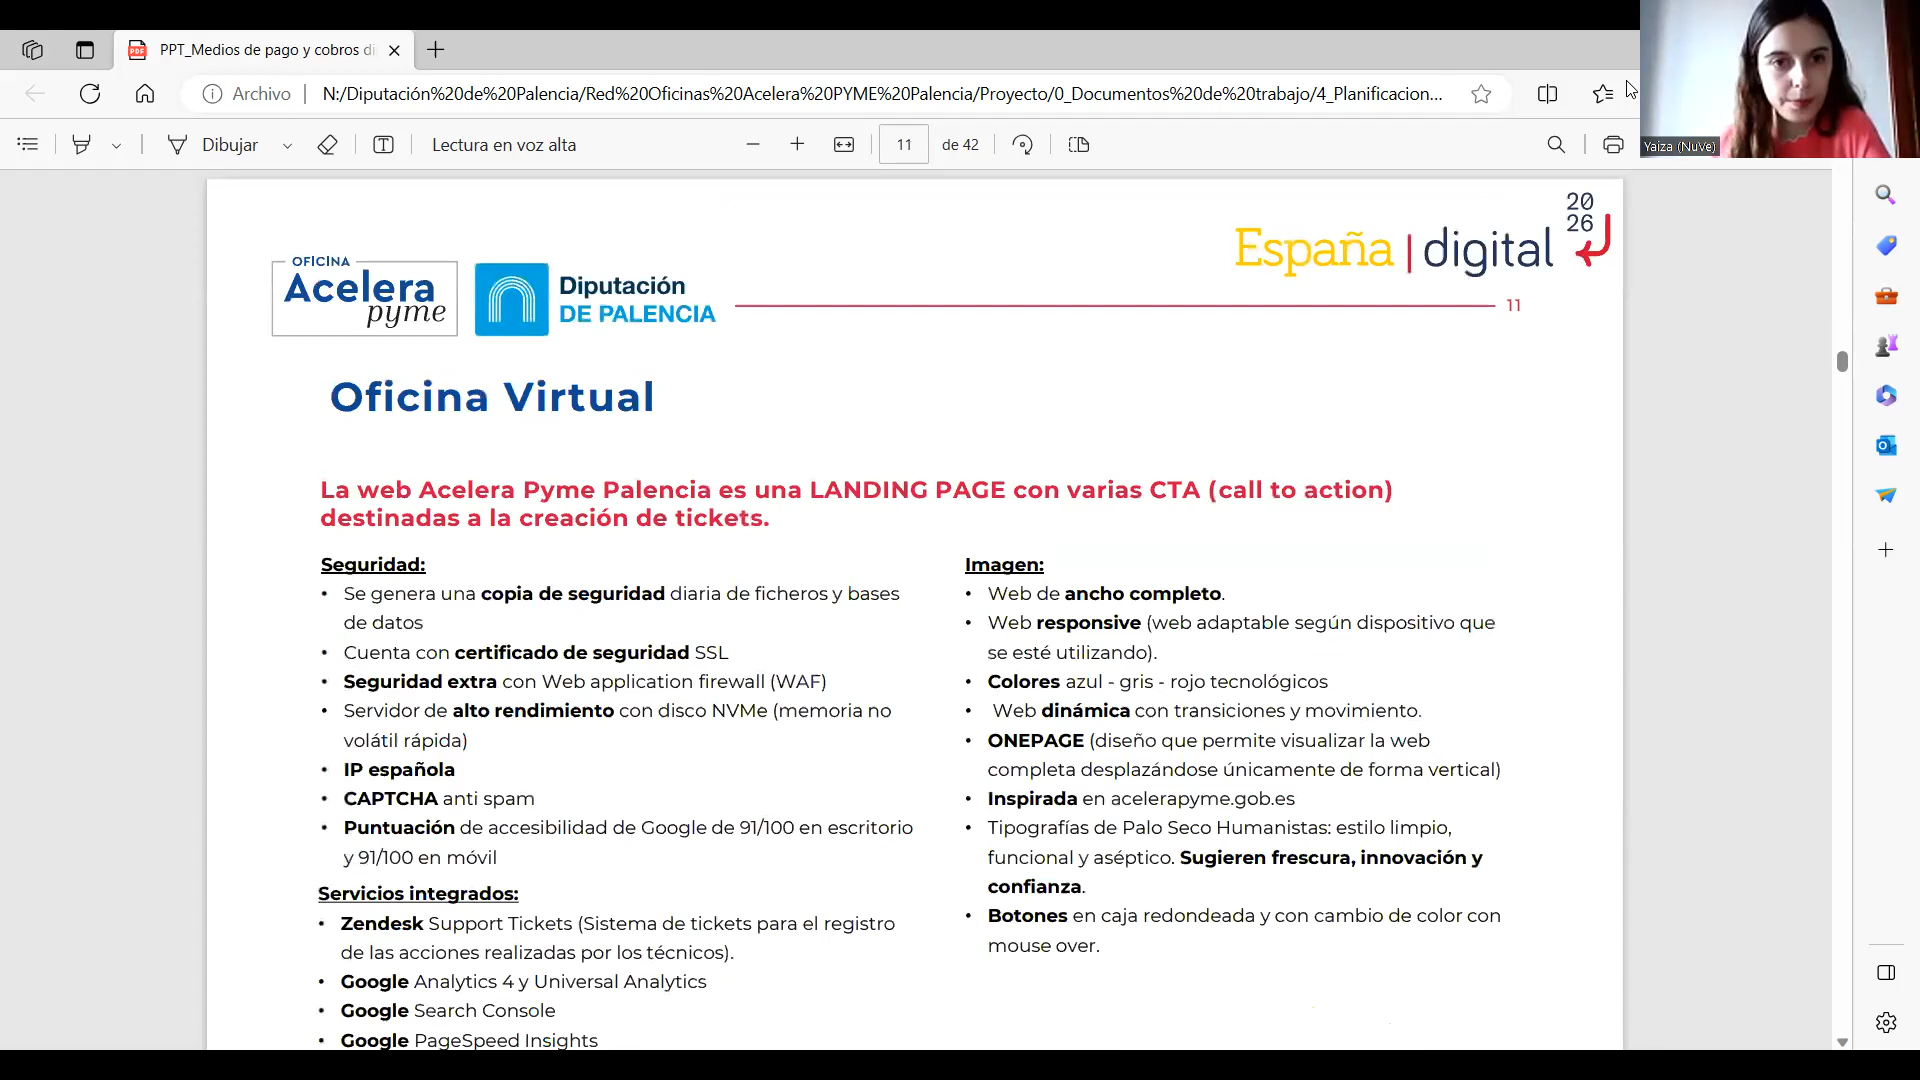 PPT_Medios de pago y cobros di
Archivo
N:/Diputación%20de%20Palencia/Red%20Oficinas%20Acelera%20PYME%20Palencia/Proyecto/0_Documentos%20de%20trabajo/4_Planificacion...
Dibujar
Lectura en voz alta
11
de 42
Yaiza (NuVe)
20
26
España | digital
OFICINA
Acelera
pyme
Diputación
DE PALENCIA
11
Oficina Virtual
La web Acelera Pyme Palencia es una LANDING PAGE con varias CTA (call to action)
destinadas a la creación de tickets.
Seguridad:
• Se genera una copia de seguridad diaria de ficheros y bases
de datos
• Cuenta con certificado de seguridad SSL
• Seguridad extra con Web application firewall (WAF)
• Servidor de alto rendimiento con disco NVMe (memoria no
volátil rápida)
• IP española
• CAPTCHA anti spam
• Puntuación de accesibilidad de Google de 91/100 en escritorio
y 91/100 en móvil
Servicios integrados:
• Zendesk Support Tickets (Sistema de tickets para el registro
de las acciones realizadas por los técnicos).
• Google Analytics 4 y Universal Analytics
• Google Search Console
• Google PageSpeed Insights
Imagen:
• Web de ancho completo.
• Web responsive (web adaptable según dispositivo que
se esté utilizando).
• Colores azul - gris - rojo tecnológicos
• Web dinámica con transiciones y movimiento.
• ONEPAGE (diseño que permite visualizar la web
completa desplazándose únicamente de forma vertical)
• Inspirada en acelerapyme.gob.es
• Tipografías de Palo Seco Humanistas: estilo limpio,
funcional y aséptico. Sugieren frescura, innovación y
confianza.
• Botones en caja redondeada y con cambio de color con
mouse over.